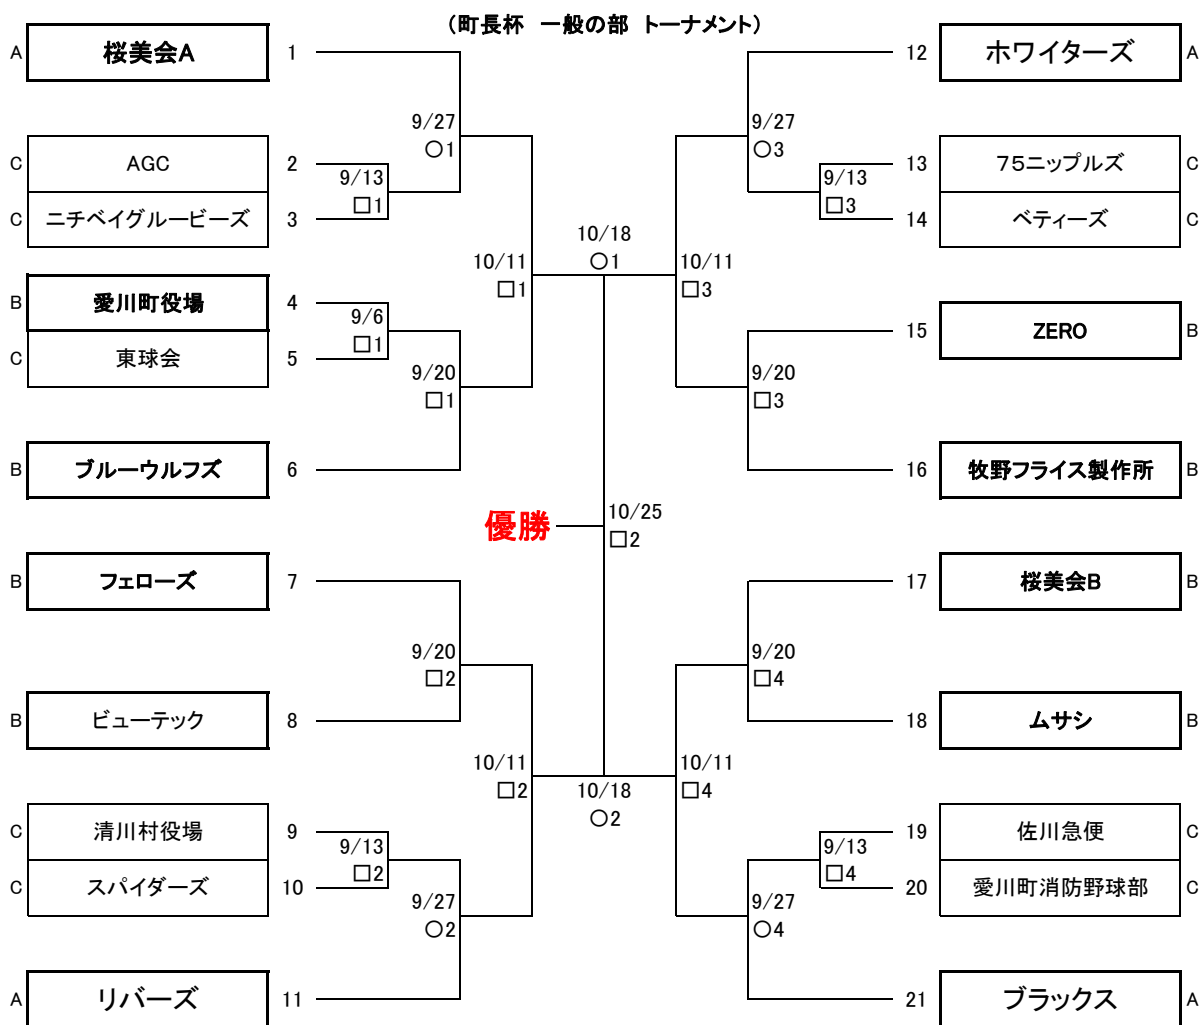 (町長杯　一般の部　トーナメント)
A 桜美会A 1
12 ホワイターズ A
9/27
○1
9/27
○3
C AGC 2
9/13
□1
C ニチベイグルービーズ 3
13 75ニップルズ C
9/13
□3
14 ベティーズ C
10/18
○1
10/11
□1
10/11
□3
B 愛川町役場 4
9/6
□1
C 東球会 5
15 ZERO B
9/20
□1
9/20
□3
B ブルーウルフズ 6
16 牧野フライス製作所 B
優勝
10/25
□2
B フェローズ 7
17 桜美会B B
9/20
□2
9/20
□4
B ビューテック 8
18 ムサシ B
10/11
□2
10/18
○2
10/11
□4
C 清川村役場 9
9/13
□2
C スパイダーズ 10
19 佐川急便 C
9/13
□4
20 愛川町消防野球部 C
9/27
○2
9/27
○4
A リバーズ 11
21 ブラックス A